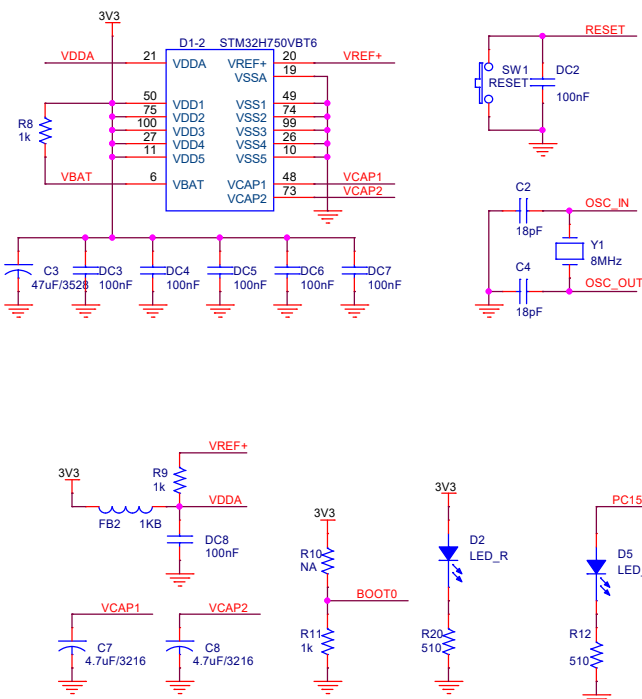 3V3
RESET
D1-2 STM32H750VBT6
VDDA 21 VDDA VREF+ 20 VREF+
VSSA 19
SW1
RESET
DC2
100nF
50 VDD1 VSS1 49
75 VDD2 VSS2 74
100 VDD3 VSS3 99
27 VDD4 VSS4 26
11 VDD5 VSS5 10
R8
1k
VBAT 6 VBAT VCAP1 48 VCAP1
VCAP2 73 VCAP2
C2
18pF
OSC_IN
Y1
8MHz
C4
18pF
OSC_OUT
C3
47uF/3528
DC3
100nF
DC4
100nF
DC5
100nF
DC6
100nF
DC7
100nF
VREF+
3V3
R9
1k
VDDA
FB2 1KB
DC8
100nF
3V3
R10
NA
BOOT0
R11
1k
3V3
D2
LED_R
R20
510
PC15
D5
LED_
R12
510
VCAP1
C7
4.7uF/3216
VCAP2
C8
4.7uF/3216